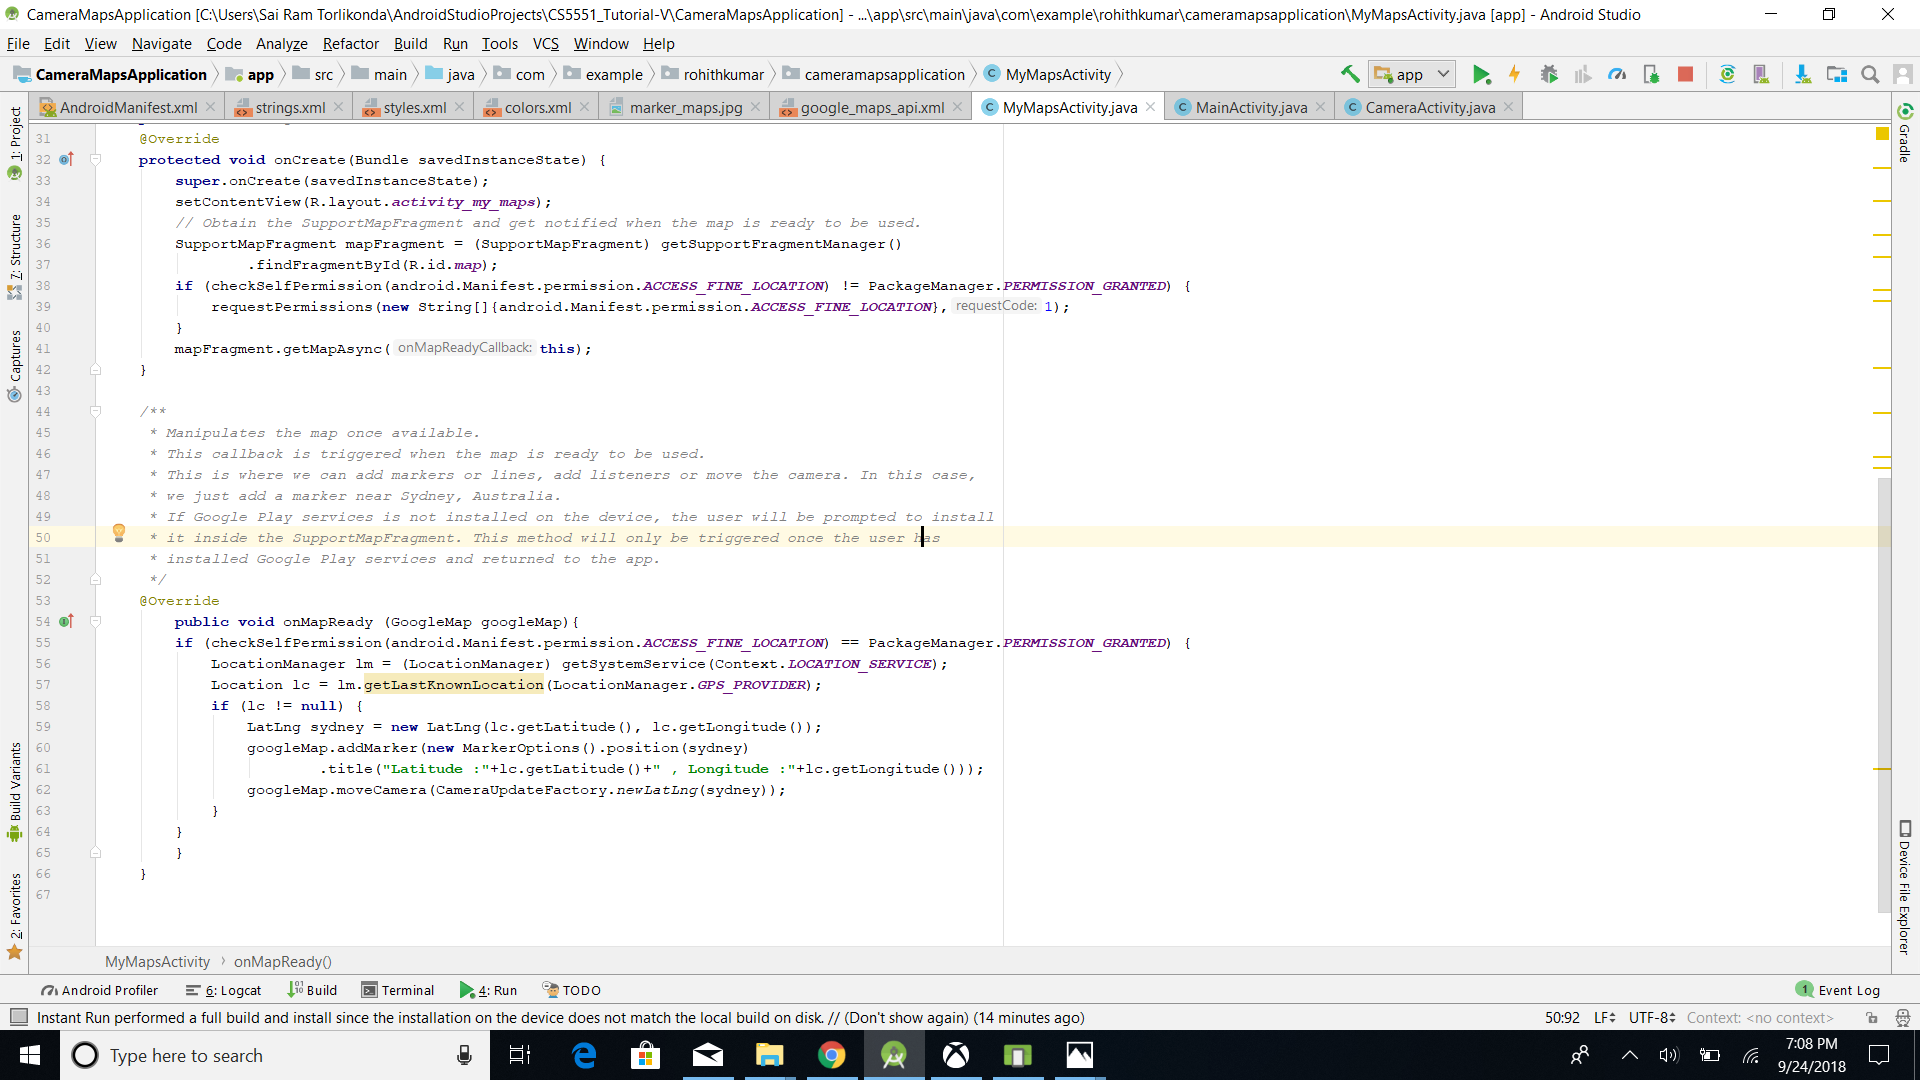 CameraMapsApplication [C:\Users\Sai Ram Torlikonda\AndroidStudioProjects\CS5551_Tutorial-V\CameraMapsApplication] - ...\app\src\main\java\com\example\rohithkumar\cameramapsapplication\MyMapsActivity.java [app] - Android Studio
File Edit View Navigate Code Analyze Refactor Build Run Tools VCS Window Help
CameraMapsApplication app src main java com example rohithkumar cameramapsapplication MyMapsActivity app
AndroidManifest.xml strings.xml styles.xml colors.xml marker_maps.jpg google_maps_api.xml MyMapsActivity.java MainActivity.java CameraActivity.java
1: Project
7: Structure
Captures
Build Variants
2: Favorites
31 @Override
32 protected void onCreate(Bundle savedInstanceState) {
33 super.onCreate(savedInstanceState);
34 setContentView(R.layout.activity_my_maps);
35 // Obtain the SupportMapFragment and get notified when the map is ready to be used.
36 SupportMapFragment mapFragment = (SupportMapFragment) getSupportFragmentManager()
37 .findFragmentById(R.id.map);
38 if (checkSelfPermission(android.Manifest.permission.ACCESS_FINE_LOCATION) != PackageManager.PERMISSION_GRANTED) {
39 requestPermissions(new String[]{android.Manifest.permission.ACCESS_FINE_LOCATION}, requestCode: 1);
40 }
41 mapFragment.getMapAsync( onMapReadyCallback: this);
42 }
43
44 /**
45 * Manipulates the map once available.
46 * This callback is triggered when the map is ready to be used.
47 * This is where we can add markers or lines, add listeners or move the camera. In this case,
48 * we just add a marker near Sydney, Australia.
49 * If Google Play services is not installed on the device, the user will be prompted to install
50 * it inside the SupportMapFragment. This method will only be triggered once the user has
51 * installed Google Play services and returned to the app.
52 */
53 @Override
54 public void onMapReady (GoogleMap googleMap){
55 if (checkSelfPermission(android.Manifest.permission.ACCESS_FINE_LOCATION) == PackageManager.PERMISSION_GRANTED) {
56 LocationManager lm = (LocationManager) getSystemService(Context.LOCATION_SERVICE);
57 Location lc = lm.getLastKnownLocation(LocationManager.GPS_PROVIDER);
58 if (lc != null) {
59 LatLng sydney = new LatLng(lc.getLatitude(), lc.getLongitude());
60 googleMap.addMarker(new MarkerOptions().position(sydney)
61 .title("Latitude :"+lc.getLatitude()+" , Longitude :"+lc.getLongitude()));
62 googleMap.moveCamera(CameraUpdateFactory.newLatLng(sydney));
63 }
64 }
65 }
66 }
67
Gradle
Device File Explorer
MyMapsActivity › onMapReady()
Android Profiler 6: Logcat Build Terminal 4: Run TODO 1 Event Log
Instant Run performed a full build and install since the installation on the device does not match the local build on disk. // (Don't show again) (14 minutes ago) 50:92 LF UTF-8 Context: <no context>
Type here to search
7:08 PM
9/24/2018